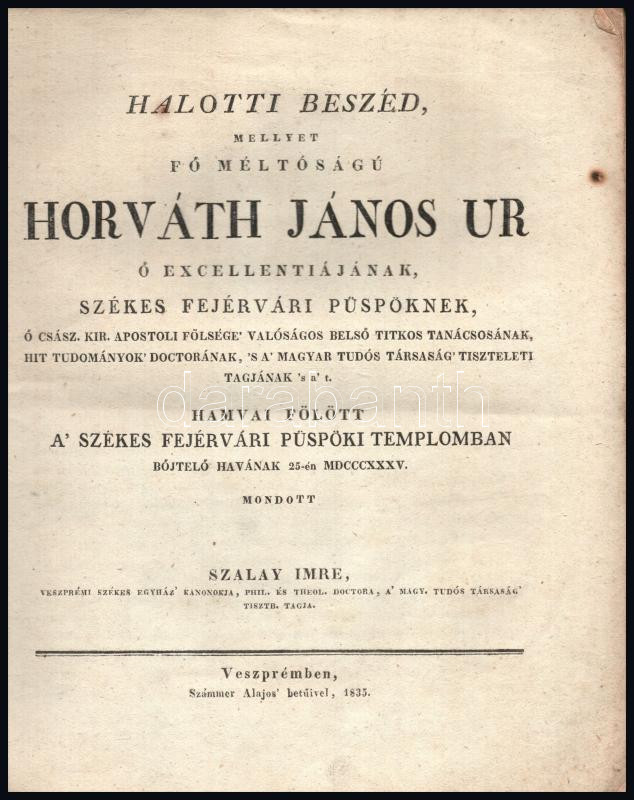 HALOTTI BESZÉD,
MELLYET
FŐ MÉLTÓSÁGÚ
HORVÁTH JÁNOS UR
Ő EXCELLENTIÁJÁNAK,
SZÉKES FEJÉRVÁRI PÜSPÖKNEK,
Ő CSÁSZ. KIR. APOSTOLI FÖLSÉGE' VALÓSÁGOS BELSŐ TITKOS TANÁCSOSÁNAK,
HIT TUDOMÁNYOK' DOCTORÁNAK, 'S A' MAGYAR TUDÓS TÁRSASÁG' TISZTELETI
TAGJÁNAK 's a' t.
darabanth
HAMVAI FÖLÖTT
A' SZÉKES FEJÉRVÁRI PÜSPÖKI TEMPLOMBAN
BÖJTELŐ HAVÁNAK 25-én MDCCCXXXV.
MONDOTT
SZALAY IMRE,
VESZPRÉMI SZÉKES EGYHÁZ' KANONOKJA, PHIL. ÉS THEOL. DOCTORA, A' MAGY. TUDÓS TÁRSASÁG'
TISZTB. TAGJA.
Veszprémben,
Számmer Alajos' betűivel, 1835.